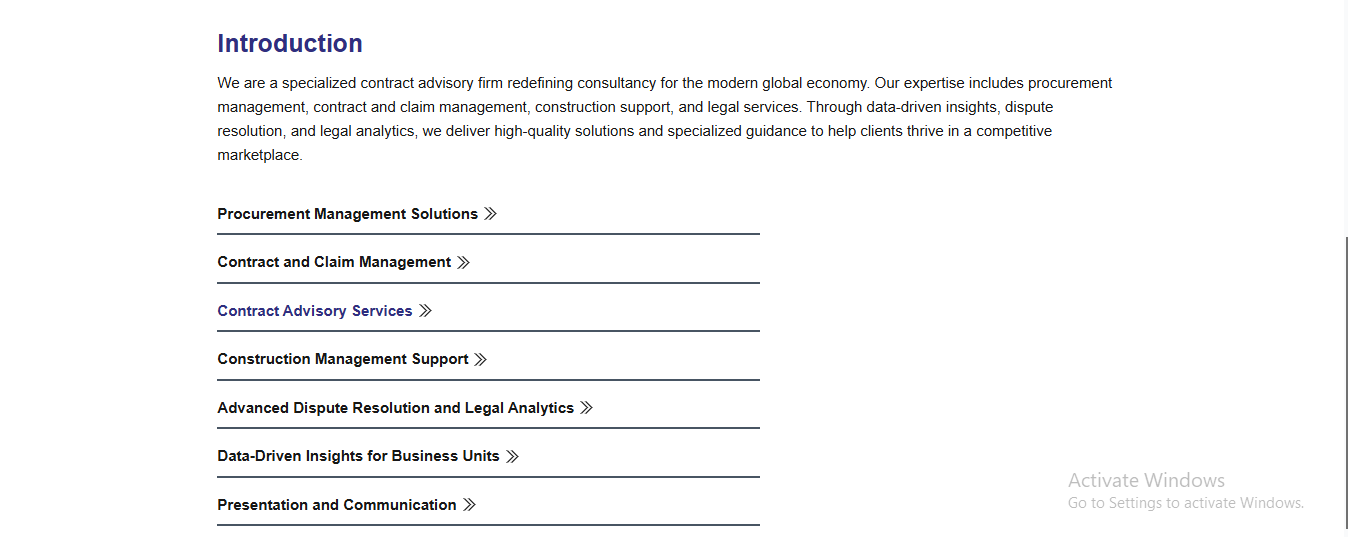 Introduction
We are a specialized contract advisory firm redefining consultancy for the modern global economy. Our expertise includes procurement
management, contract and claim management, construction support, and legal services. Through data-driven insights, dispute
resolution, and legal analytics, we deliver high-quality solutions and specialized guidance to help clients thrive in a competitive
marketplace.
Procurement Management Solutions
Contract and Claim Management
Contract Advisory Services
Construction Management Support
Advanced Dispute Resolution and Legal Analytics
Data-Driven Insights for Business Units
Presentation and Communication
Activate Windows
Go to Settings to activate Windows.